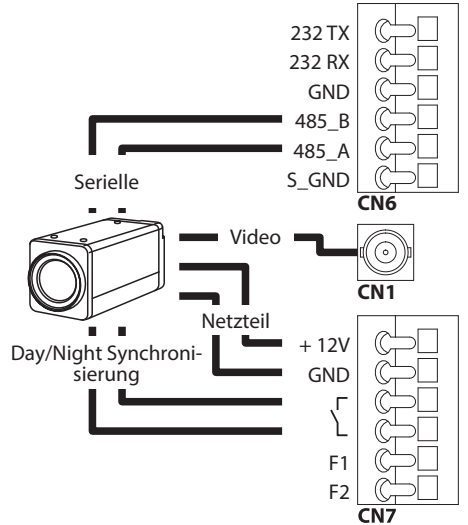 232 TX
232 RX
GND
485_B
485_A
S_GND
CN6
Serielle
Video
CN1
Netzteil
Day/Night Synchroni-
sierung
+ 12V
GND
F1
F2
CN7